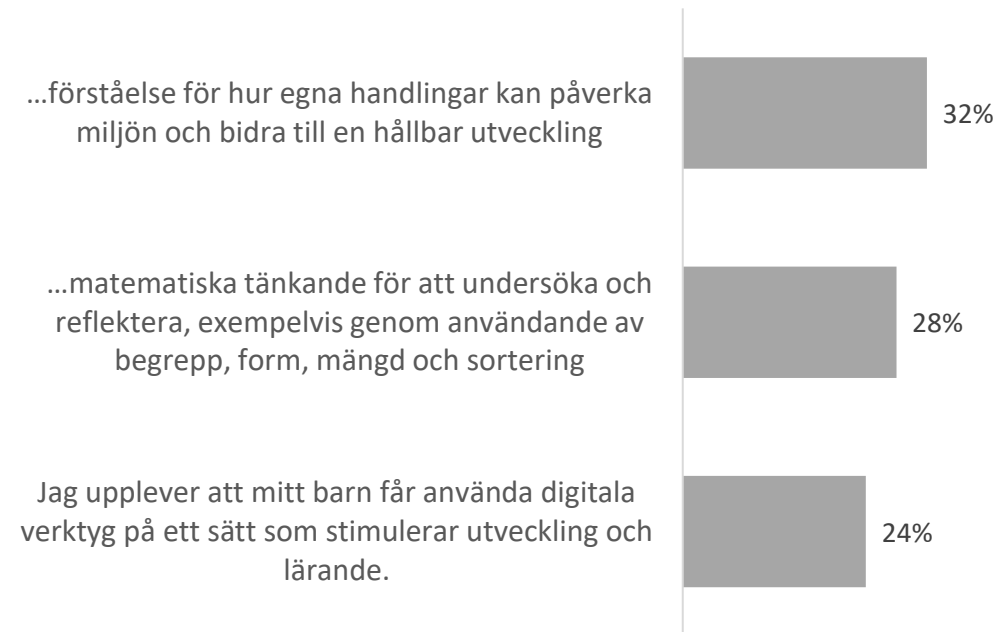 …förståelse för hur egna handlingar kan påverka
miljön och bidra till en hållbar utveckling
32%
…matematiska tänkande för att undersöka och
reflektera, exempelvis genom användande av
begrepp, form, mängd och sortering
28%
Jag upplever att mitt barn får använda digitala
verktyg på ett sätt som stimulerar utveckling och
lärande.
24%